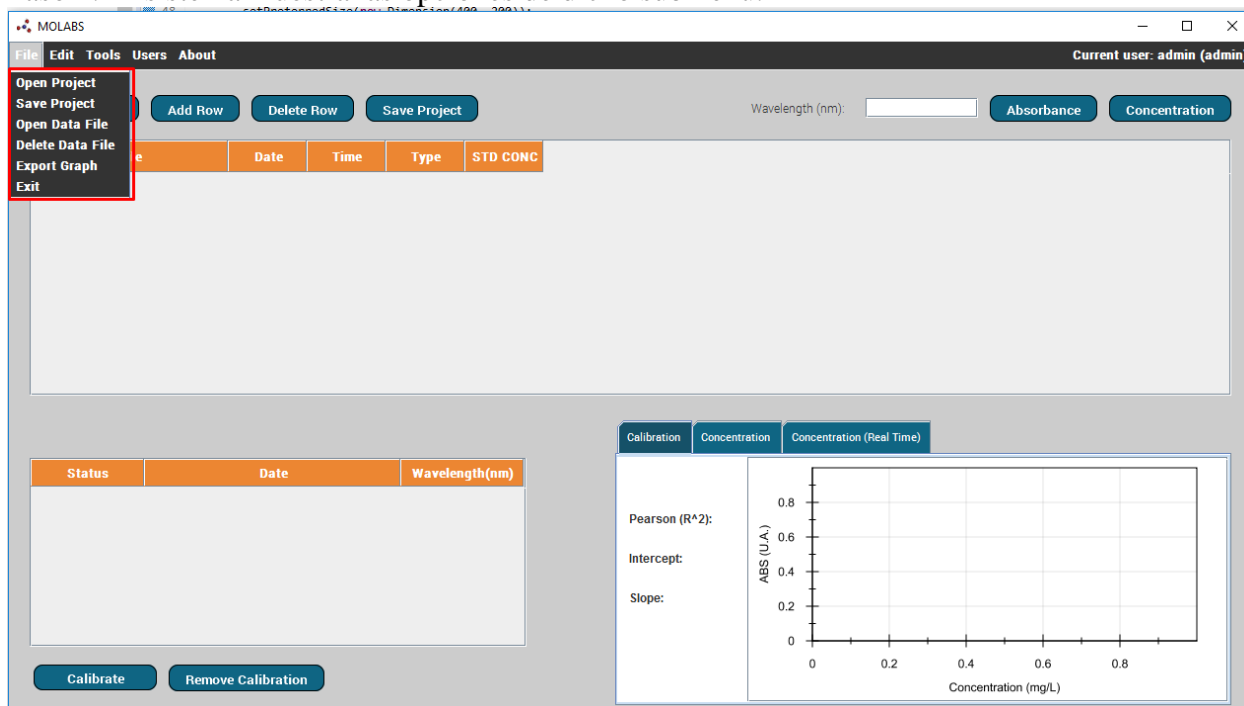 MOLABS
File Edit Tools Users About
Current user: admin (admin)
Open Project
Save Project
Open Data File
Delete Data File
Export Graph
Exit
Add Row Delete Row Save Project
Wavelength (nm): Absorbance Concentration
Date Time Type STD CONC
Calibration Concentration Concentration (Real Time)
Status Date Wavelength(nm)
Pearson (R^2):
Intercept:
Slope:
ABS (U.A.)
0.8
0.6
0.4
0.2
0
0 0.2 0.4 0.6 0.8
Concentration (mg/L)
Calibrate Remove Calibration